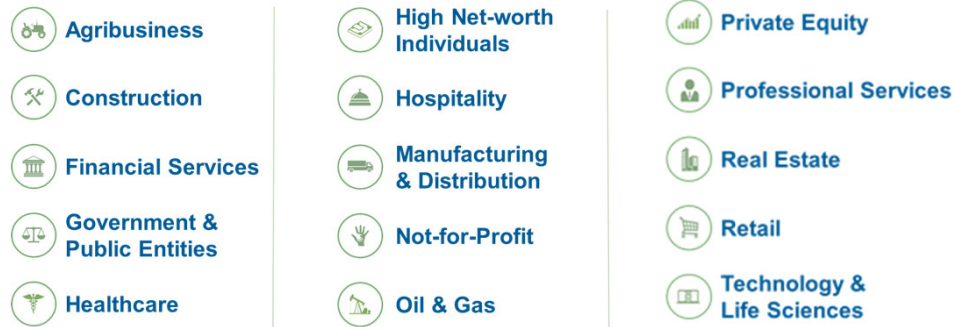 Agribusiness
Construction
Financial Services
Government &
Public Entities
Healthcare
High Net-worth
Individuals
Hospitality
Manufacturing
& Distribution
Not-for-Profit
Oil & Gas
Private Equity
Professional Services
Real Estate
Retail
Technology &
Life Sciences